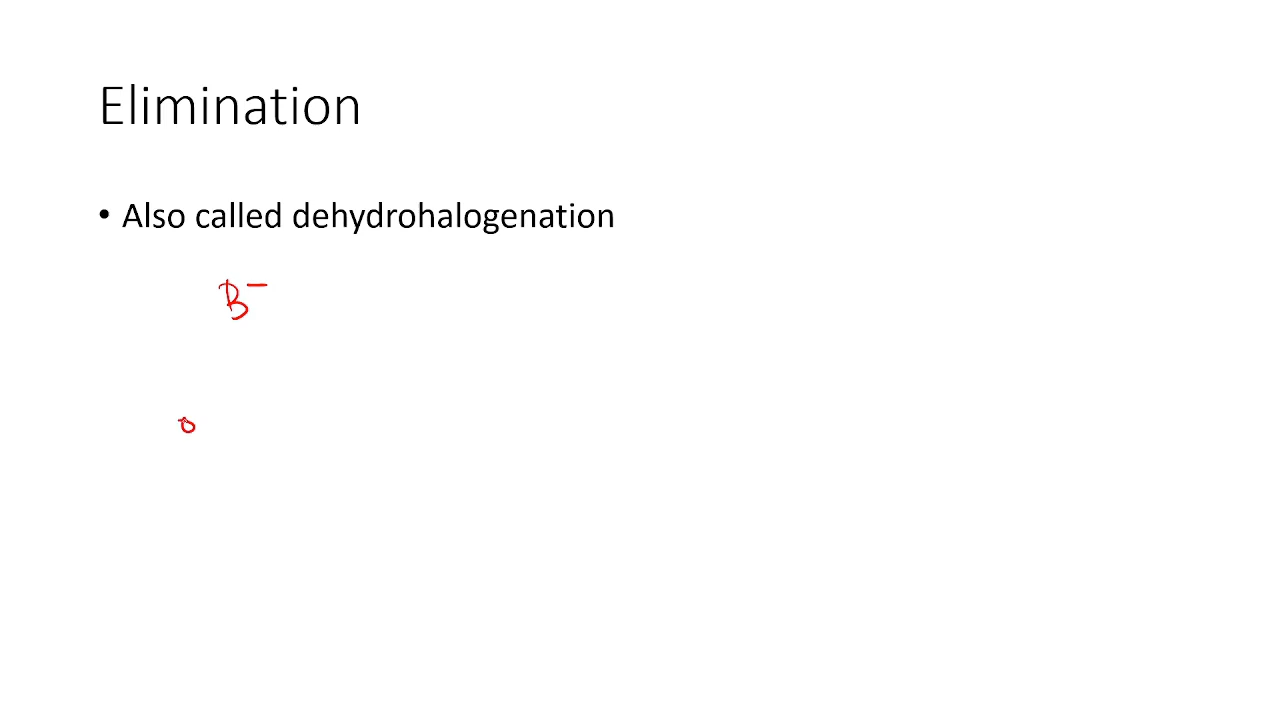 Elimination
• Also called dehydrohalogenation
B⁻